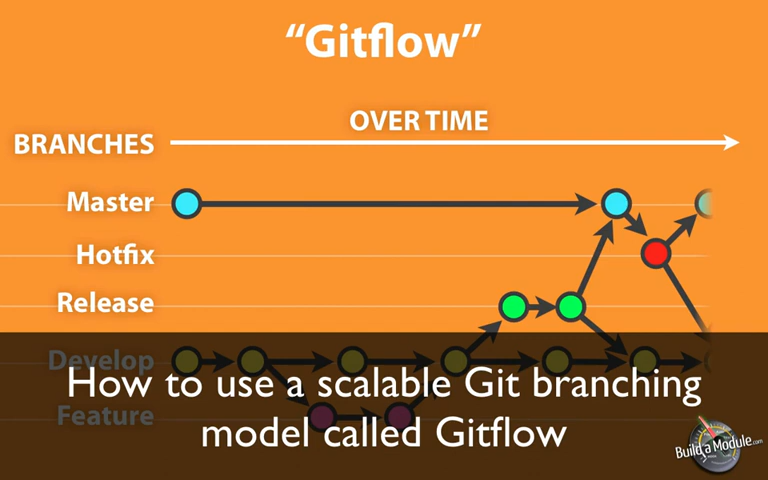 “Gitflow”
OVER TIME
BRANCHES
Master
Hotfix
Release
Develop
Feature
How to use a scalable Git branching
model called Gitflow
Build a Module.com